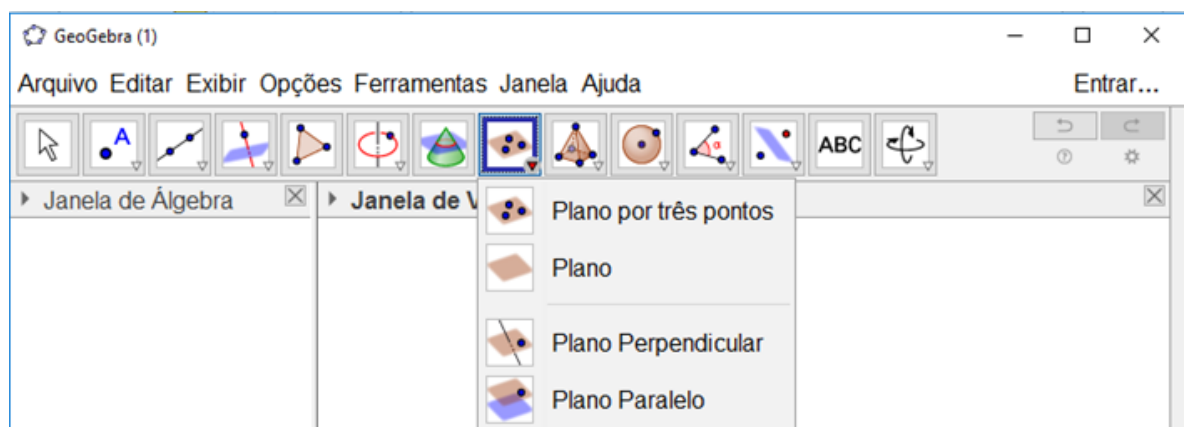 GeoGebra (1)
Arquivo Editar Exibir Opções Ferramentas Janela Ajuda Entrar...
A α ABC
Janela de Álgebra Janela de V
Plano por três pontos
Plano
Plano Perpendicular
Plano Paralelo